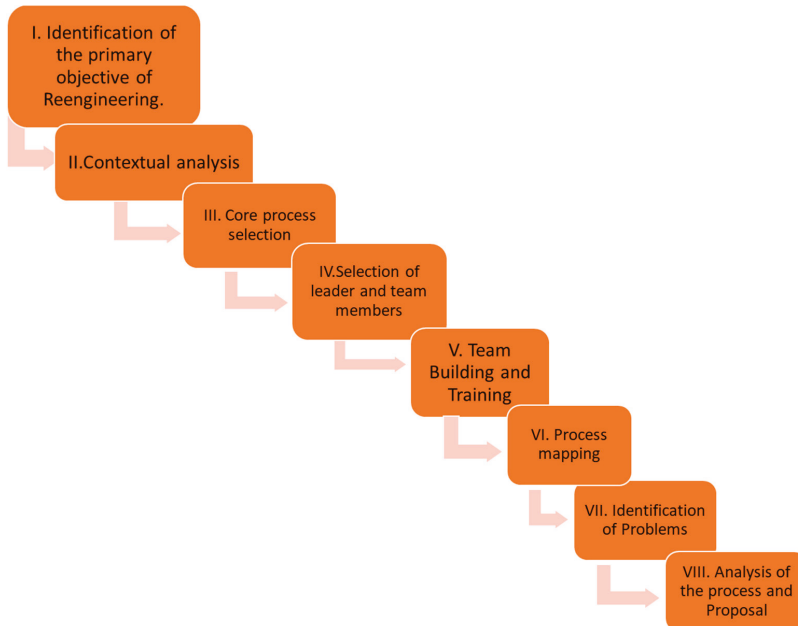 I. Identification of
the primary
objective of
Reengineering.
II.Contextual analysis
III. Core process
selection
IV.Selection of
leader and team
members
V. Team
Building and
Training
VI. Process
mapping
VII. Identification
of Problems
VIII. Analysis of
the process and
Proposal